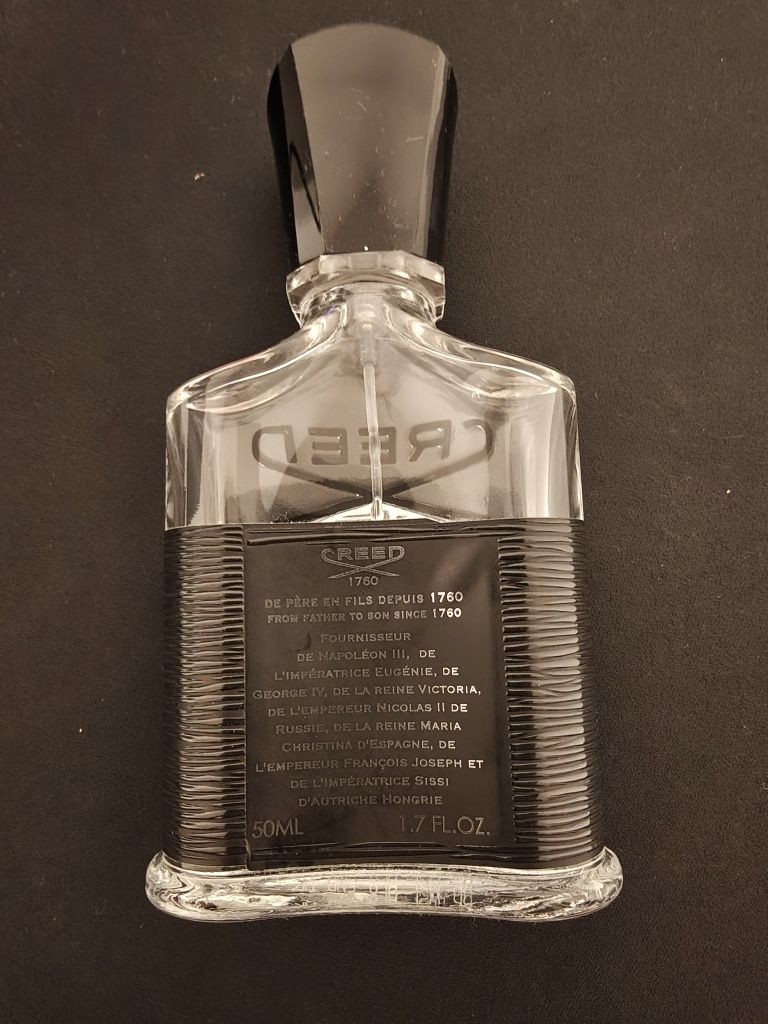 CREED
CREED
1760
DE PÈRE EN FILS DEPUIS 1760
FROM FATHER TO SON SINCE 1760
FOURNISSEUR
DE NAPOLÉON III, DE
L'IMPÉRATRICE EUGÉNIE, DE
GEORGE IV, DE LA REINE VICTORIA,
DE L'EMPEREUR NICOLAS II DE
RUSSIE, DE LA REINE MARIA
CHRISTINA D'ESPAGNE, DE
L'EMPEREUR FRANÇOIS JOSEPH ET
DE L'IMPÉRATRICE SISSI
D'AUTRICHE HONGRIE
50ML 1.7 FL.OZ.